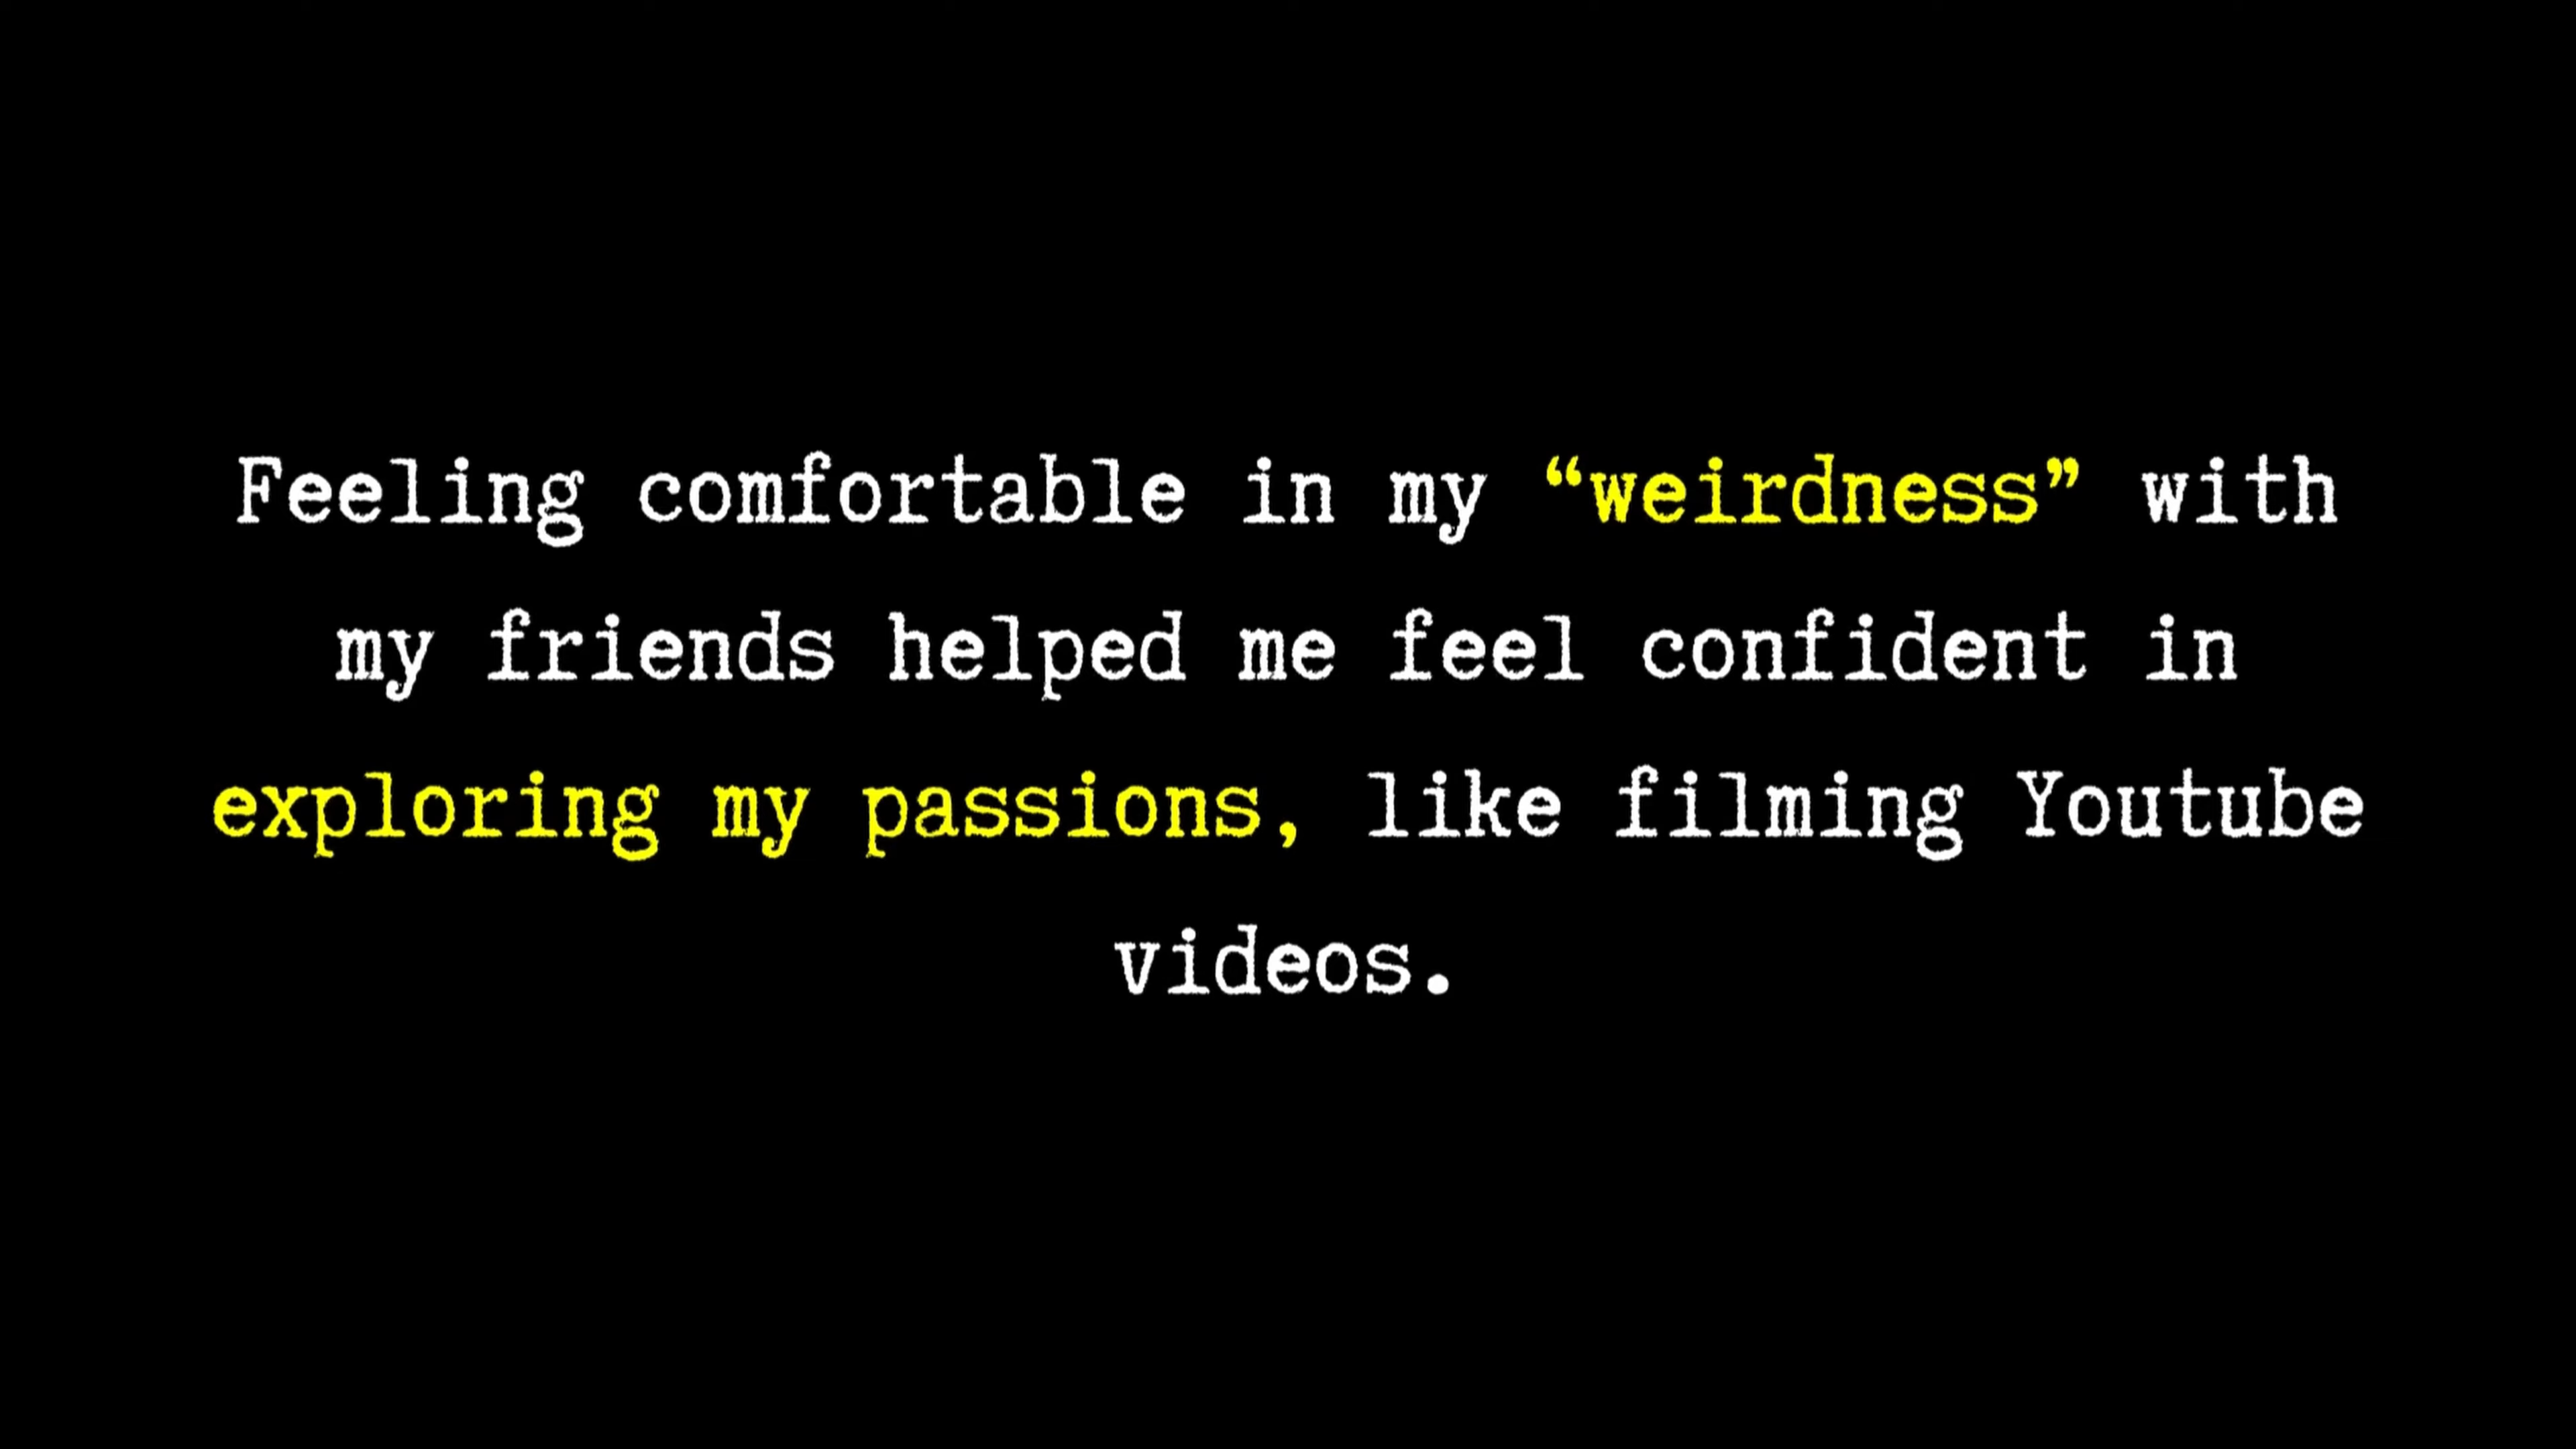 Feeling comfortable in my “weirdness” with
my friends helped me feel confident in
exploring my passions, like filming Youtube
videos.